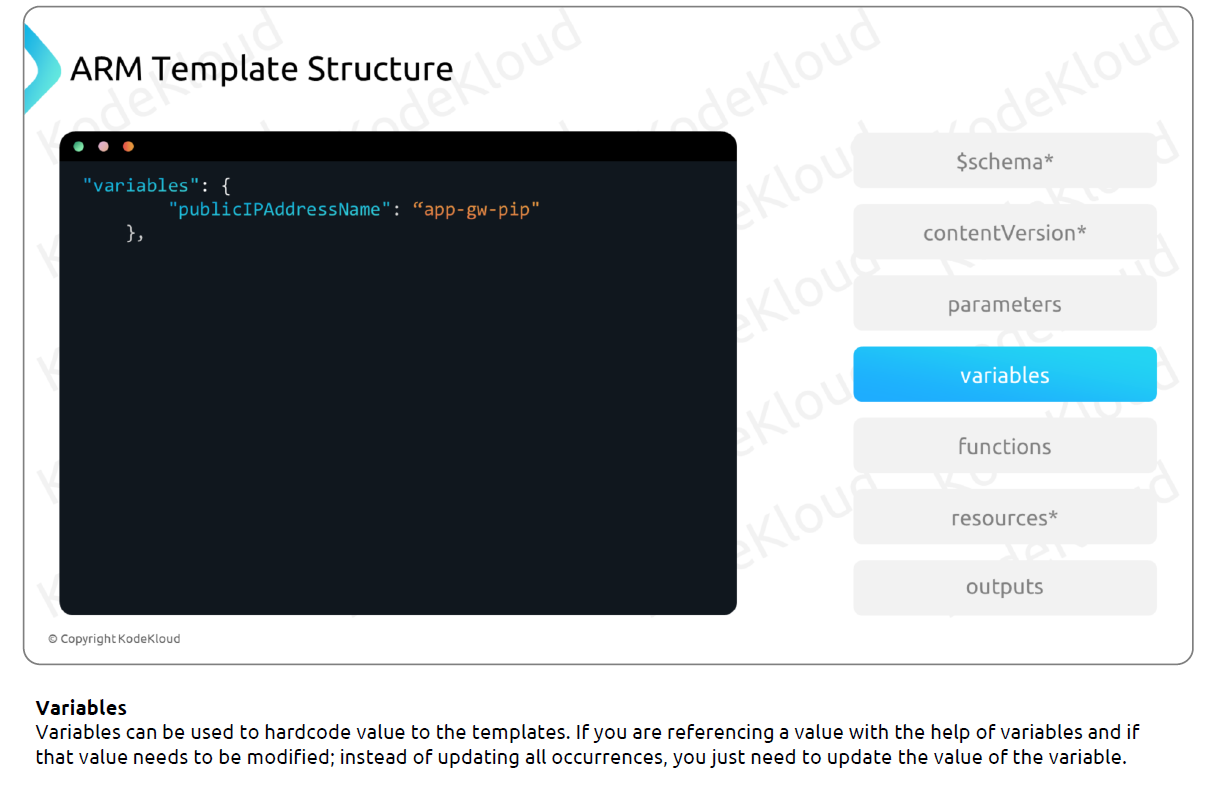 ARM Template Structure
"variables": {
"publicIPAddressName": “app-gw-pip"
},
$schema*
contentVersion*
parameters
variables
functions
resources*
outputs
© Copyright KodeKloud
Variables
Variables can be used to hardcode value to the templates. If you are referencing a value with the help of variables and if
that value needs to be modified; instead of updating all occurrences, you just need to update the value of the variable.
KodeKloud